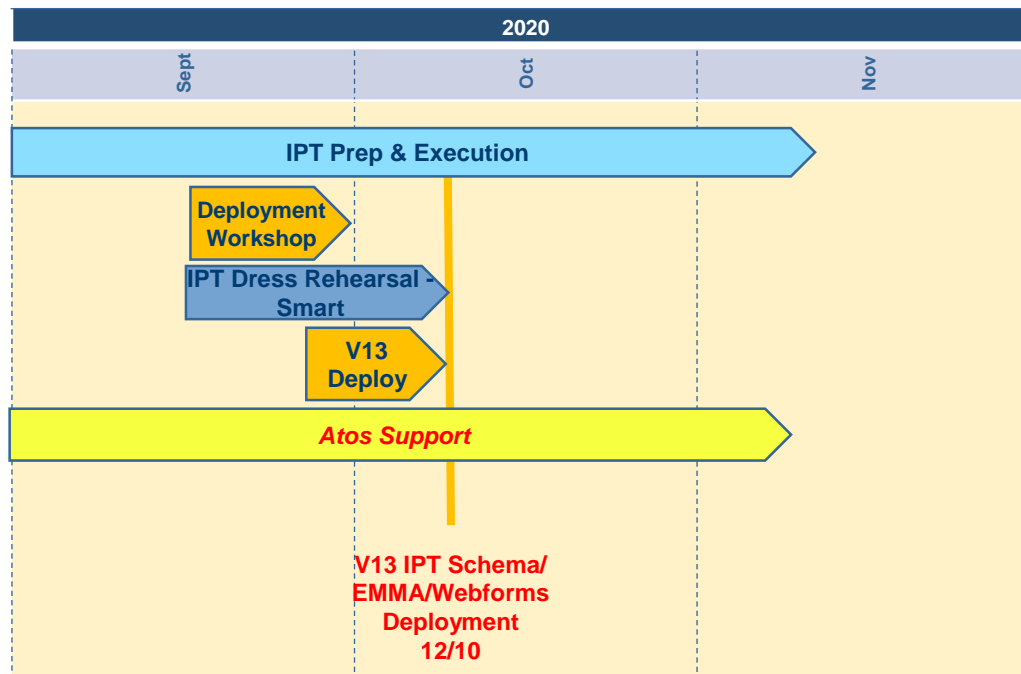 2020
Sept
Oct
Nov
IPT Prep & Execution
Deployment
Workshop
IPT Dress Rehearsal -
Smart
V13
Deploy
Atos Support
V13 IPT Schema/
EMMA/Webforms
Deployment
12/10